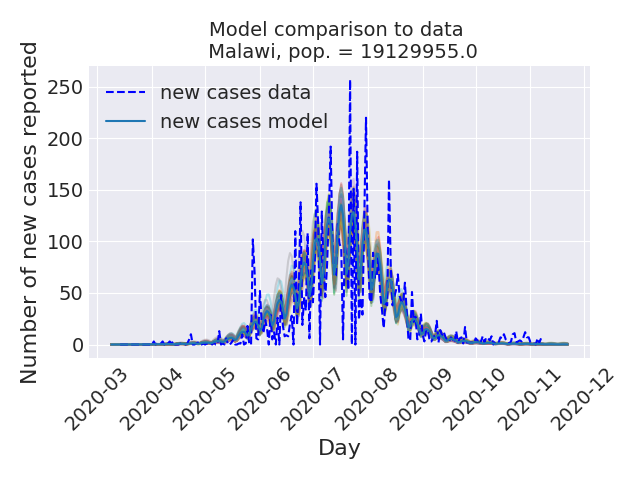 Model comparison to data
Malawi, pop. = 19129955.0
Number of new cases reported
250
200
150
100
50
0
new cases data
new cases model
2020-03
2020-04
2020-05
2020-06
2020-07
2020-08
2020-09
2020-10
2020-11
2020-12
Day